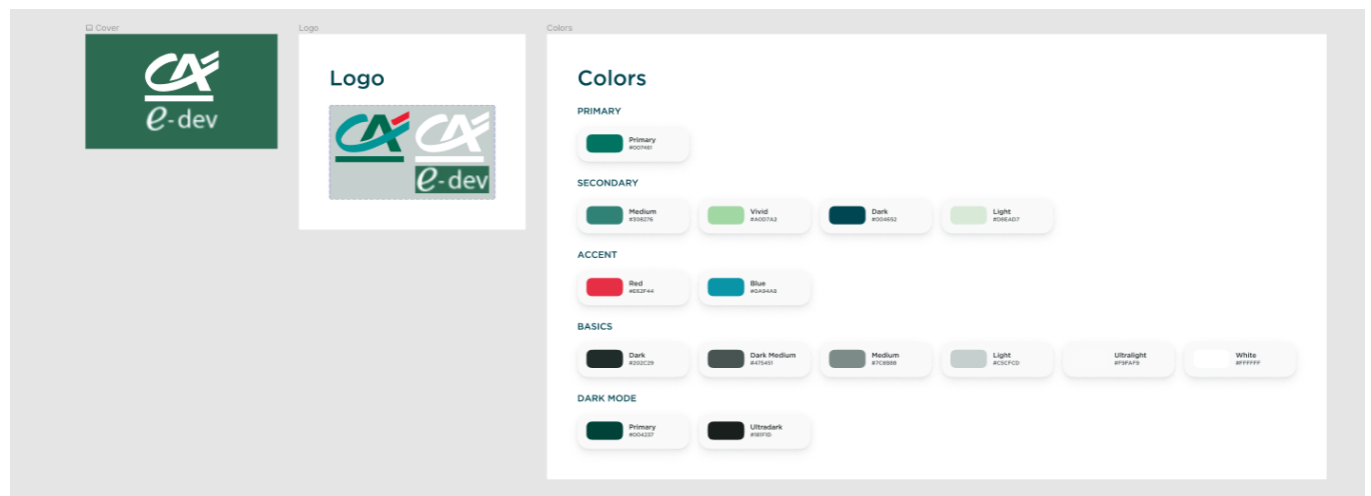 Cover
Logo
Colors
CA
e-dev
Logo
CA CA
e-dev
Colors
PRIMARY
Primary
#007461
SECONDARY
Medium
#308276
Vivid
#A0D7A2
Dark
#004652
Light
#D8EAD7
ACCENT
Red
#E62F44
Blue
#0A94A8
BASICS
Dark
#202C29
Dark Medium
#475451
Medium
#7C8B88
Light
#C5CFCD
Ultralight
#F9FAF9
White
#FFFFFF
DARK MODE
Primary
#004237
Ultradark
#181F1D